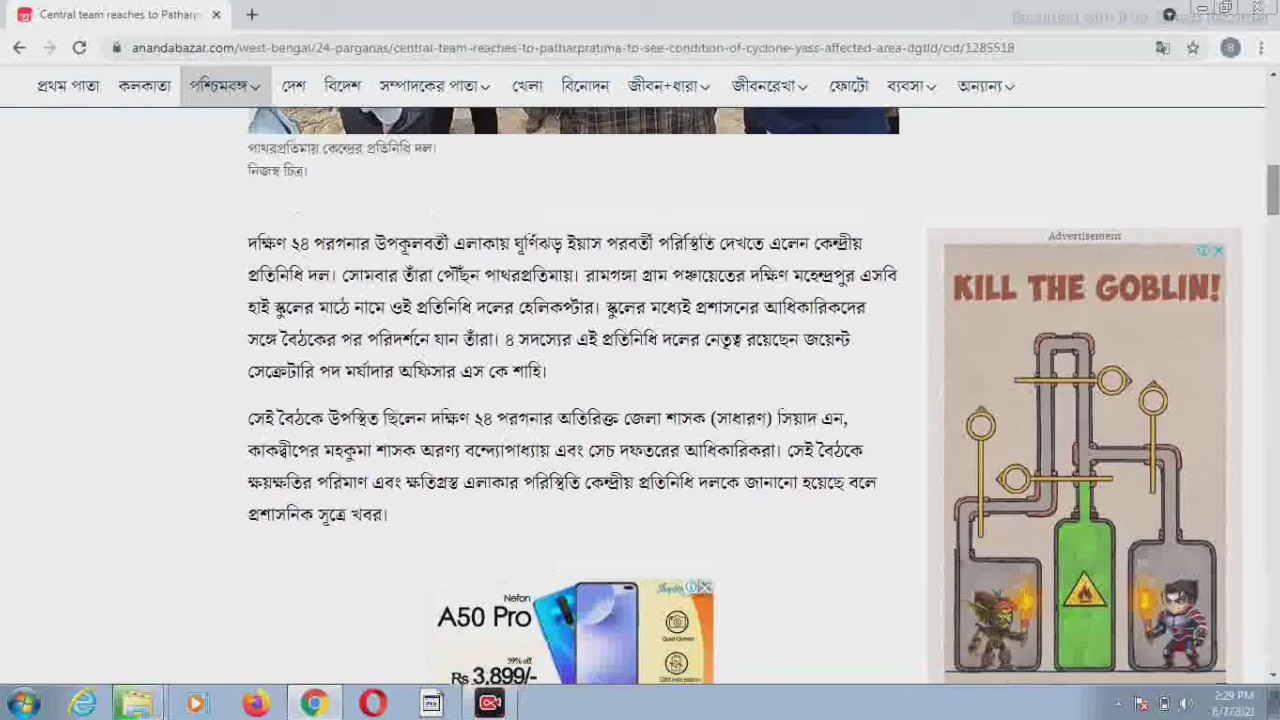 Central team reaches to Patharp
anandabazar.com/west-bengal/24-parganas/central-team-reaches-to-patharpratima-to-see-condition-of-cyclone-yass-affected-area-dgtld/cid/1285518
প্রথম পাতা কলকাতা পশ্চিমবঙ্গ দেশ বিদেশ সম্পাদকের পাতা খেলা বিনোদন জীবন+ধারা জীবনরেখা ফোটো ব্যবসা অন্যান্য
পাথরপ্রতিমায় কেন্দ্রের প্রতিনিধি দল।
নিজস্ব চিত্র।
দক্ষিণ ২৪ পরগনার উপকূলবর্তী এলাকায় ঘূর্ণিঝড় ইয়াস পরবর্তী পরিস্থিতি দেখতে এলেন কেন্দ্রীয়
প্রতিনিধি দল। সোমবার তাঁরা পৌঁছন পাথরপ্রতিমায়। রামগঙ্গা গ্রাম পঞ্চায়েতের দক্ষিণ মহেন্দ্রপুর এসবি
হাই স্কুলের মাঠে নামে ওই প্রতিনিধি দলের হেলিকপ্টার। স্কুলের মধ্যেই প্রশাসনের আধিকারিকদের
সঙ্গে বৈঠকের পর পরিদর্শনে যান তাঁরা। ৪ সদস্যের এই প্রতিনিধি দলের নেতৃত্ব রয়েছেন জয়েন্ট
সেক্রেটারি পদ মর্যাদার অফিসার এস কে শাহি।
সেই বৈঠকে উপস্থিত ছিলেন দক্ষিণ ২৪ পরগনার অতিরিক্ত জেলা শাসক (সাধারণ) সিয়াদ এন,
কাকদ্বীপের মহকুমা শাসক অরণ্য বন্দ্যোপাধ্যায় এবং সেচ দফতরের আধিকারিকরা। সেই বৈঠকে
ক্ষয়ক্ষতির পরিমাণ এবং ক্ষতিগ্রস্ত এলাকার পরিস্থিতি কেন্দ্রীয় প্রতিনিধি দলকে জানানো হয়েছে বলে
প্রশাসনিক সূত্রে খবর।
Advertisement
KILL THE GOBLIN!
Nefon
A50 Pro
Quad Camera
39% off
Rs 3,899/-
2:29 PM
6/7/2021